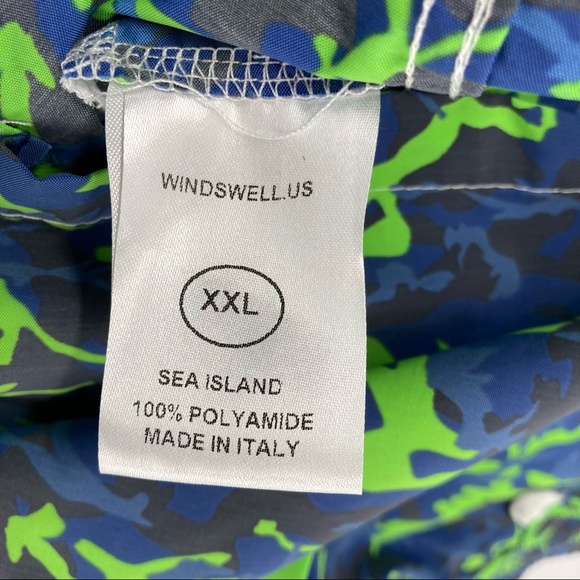 WINDSWELL.US
XXL
SEA ISLAND
100% POLYAMIDE
MADE IN ITALY